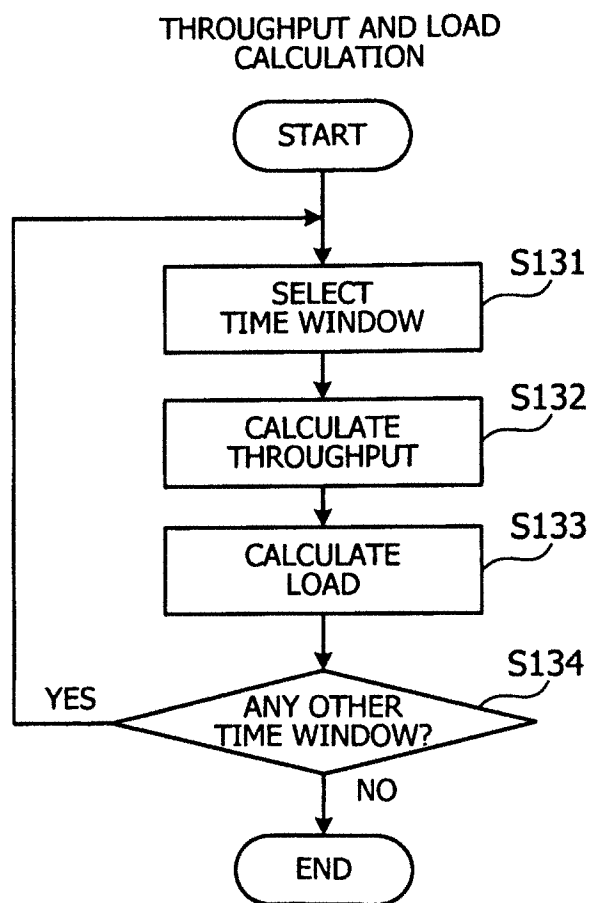 THROUGHPUT AND LOAD
CALCULATION
START
S131
SELECT
TIME WINDOW
S132
CALCULATE
THROUGHPUT
S133
CALCULATE
LOAD
S134
YES
ANY OTHER
TIME WINDOW?
NO
END